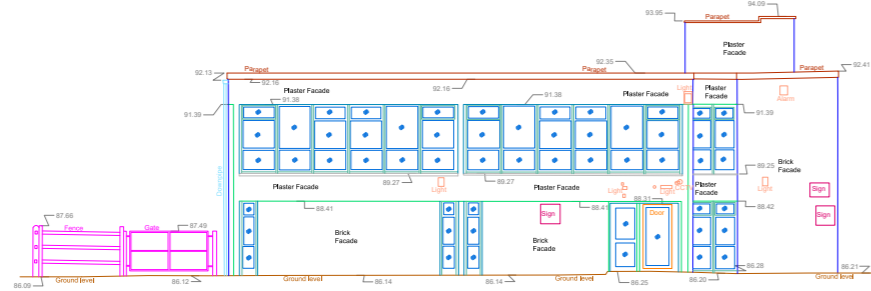 94.09
93.95
Parapet
Plaster
Facade
92.13
Parapet
92.35
Parapet
92.41
92.16
92.16
Plaster Facade
Plaster Facade
Light
Plaster
Facade
Alarm
91.38
91.38
91.39
91.39
Downpipe
Brick
Facade
89.25
89.27
89.27
Light
Plaster Facade
Plaster Facade
Light
Light
Plaster
Facade
Light
Sign
88.41
88.41
88.31
88.42
87.66
Fence
Gate
87.49
Brick
Facade
Sign
Brick
Facade
Door
Sign
86.09
Ground level
86.12
Ground level
86.14
86.14
Ground level
86.25
86.20
86.28
Ground level
86.21